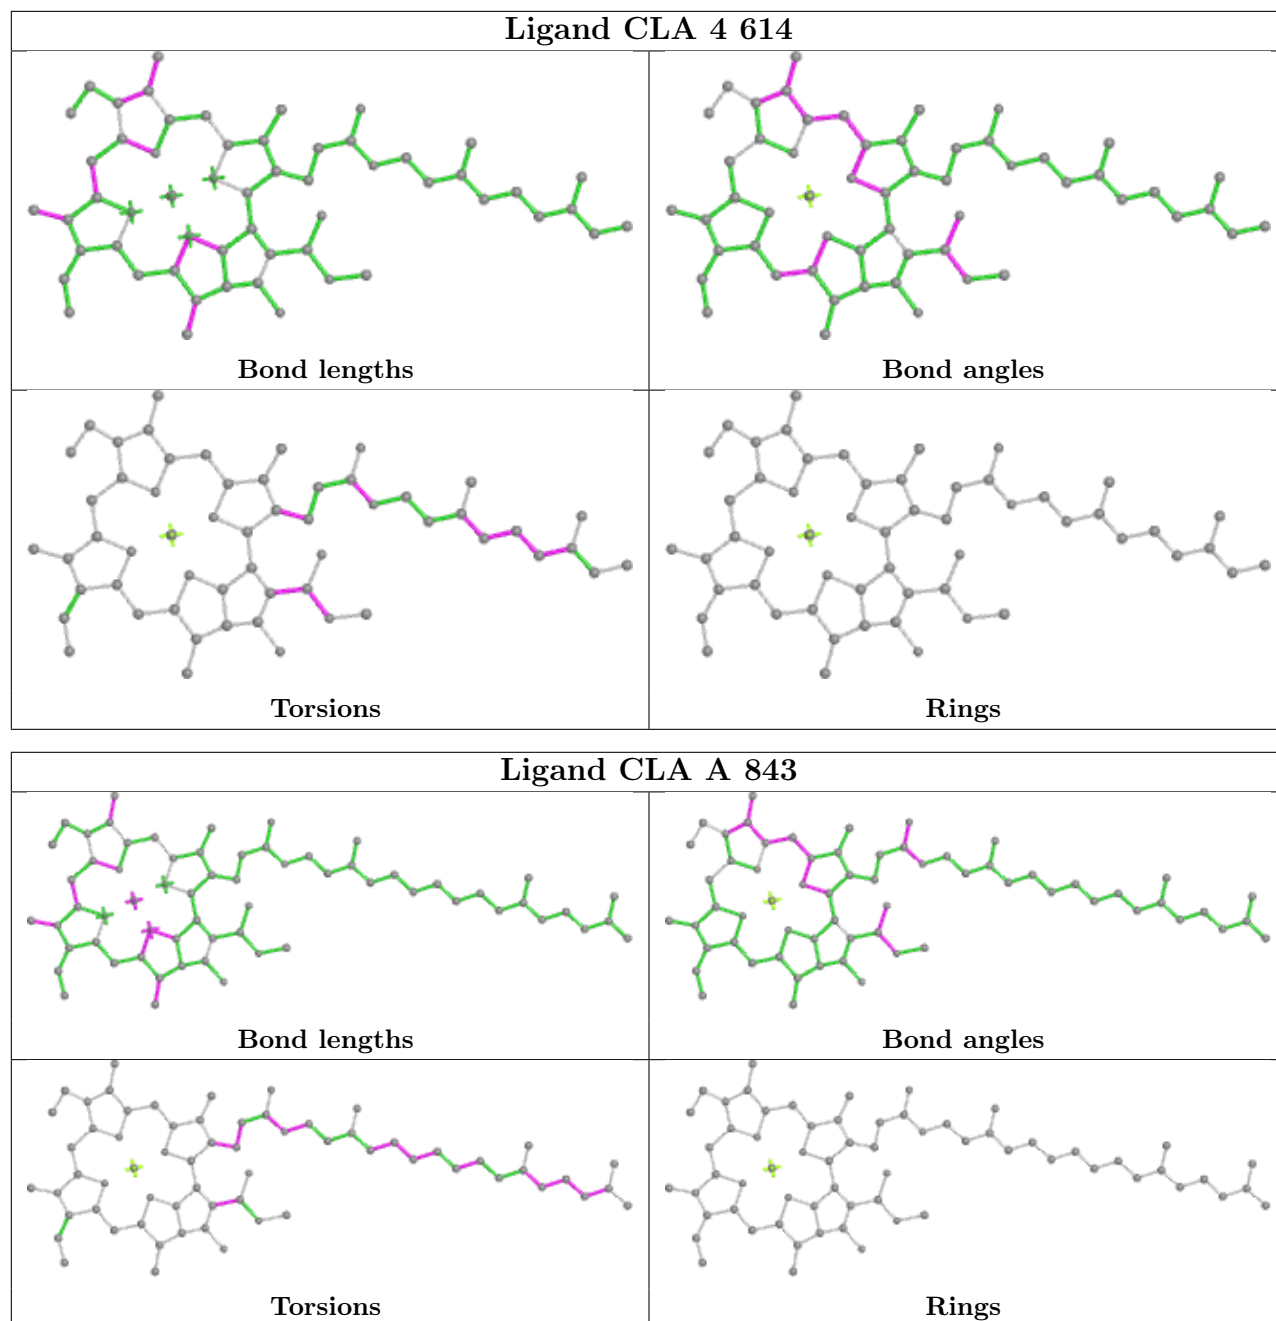 Ligand CLA 4 614
Bond lengths
Bond angles
Torsions
Rings
Ligand CLA A 843
Bond lengths
Bond angles
Torsions
Rings